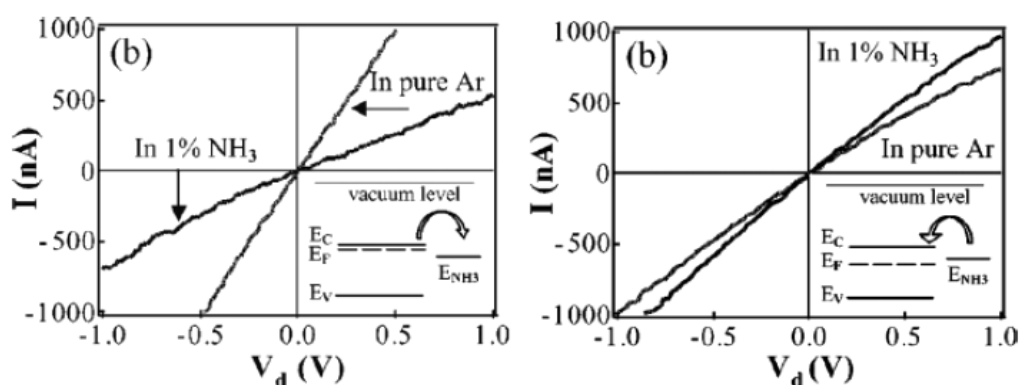 1000
(b)
In pure Ar
500
In 1% NH3
I (nA)
0
vacuum level
EC
EF
ENH3
EV
-500
-1000
-1.0 -0.5 0.0 0.5 1.0
Vd (V)
1000
(b)
In 1% NH3
500
I (nA)
In pure Ar
0
vacuum level
EC
EF
ENH3
EV
-500
-1000
-1.0 -0.5 0.0 0.5 1.0
Vd (V)